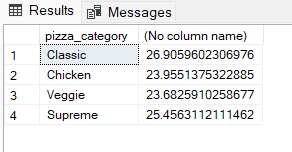 Results Messages
pizza_category (No column name)
1 Classic 26.9059602306976
2 Chicken 23.9551375322885
3 Veggie 23.6825910258677
4 Supreme 25.4563112111462